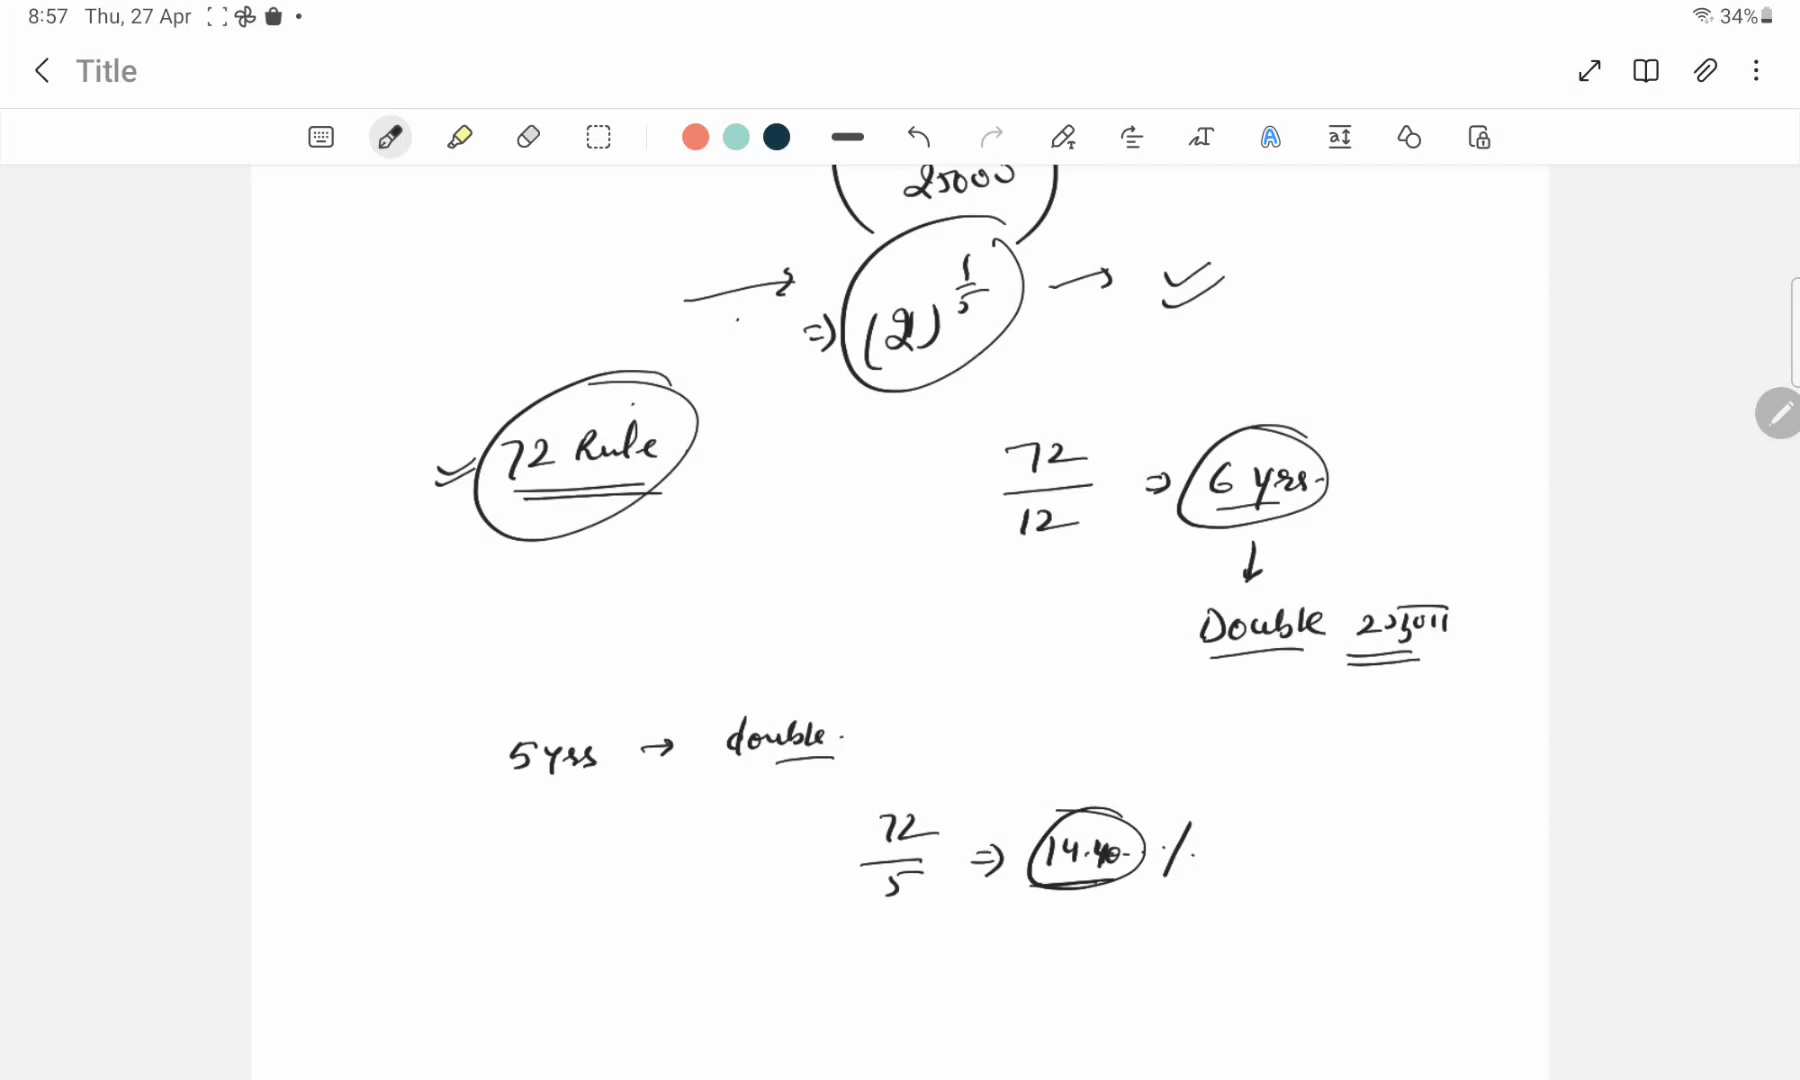 8:57 Thu, 27 Apr 34%
Title
25000
=> (2)^1/5
72 Rule
72/12 => 6 yrs.
Double
5 yrs → double.
72/5 => 14.40 %